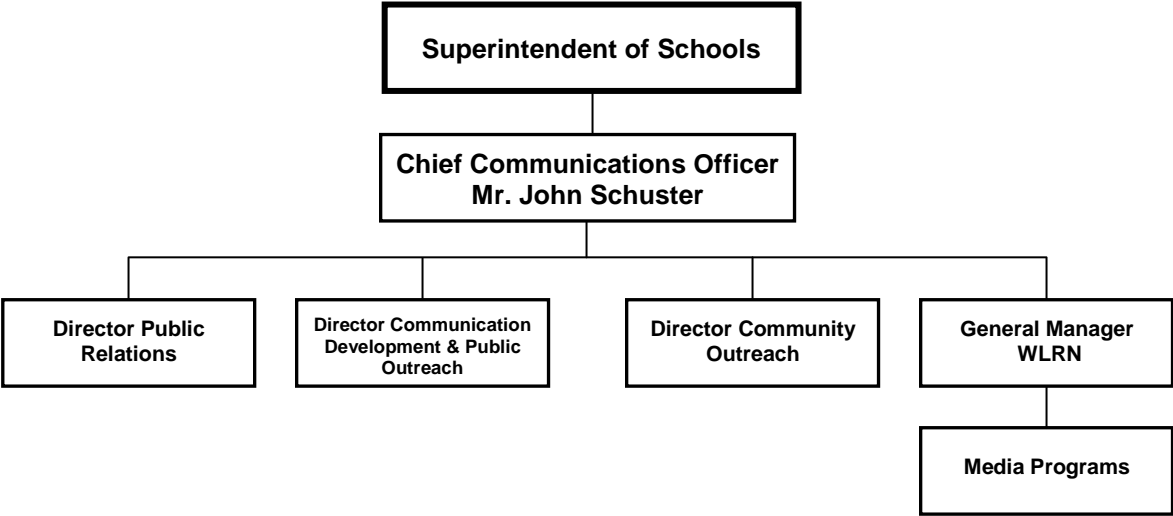 Superintendent of Schools
Chief Communications Officer
Mr. John Schuster
Director Public
Relations
Director Communication
Development & Public
Outreach
Director Community
Outreach
General Manager
WLRN
Media Programs